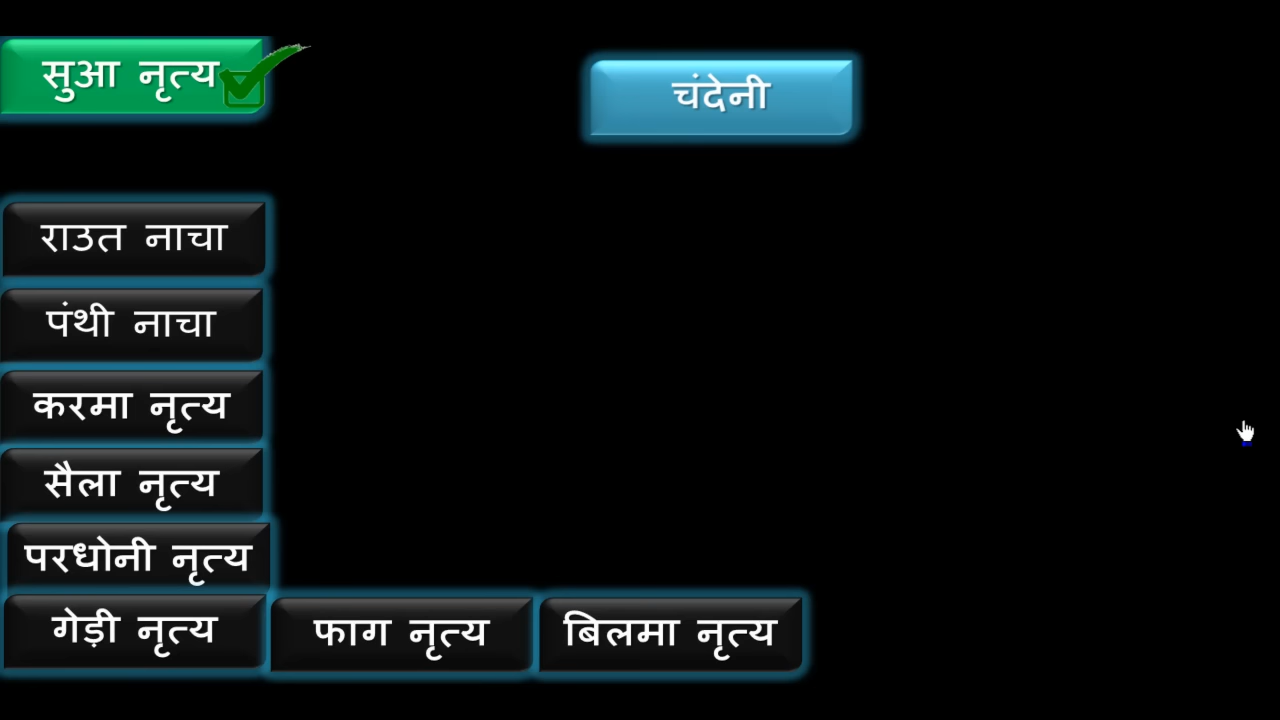 सुआ नृत्य
चंदेनी
राउत नाचा
पंथी नाचा
करमा नृत्य
सैला नृत्य
परधोनी नृत्य
गेड़ी नृत्य
फाग नृत्य
बिलमा नृत्य